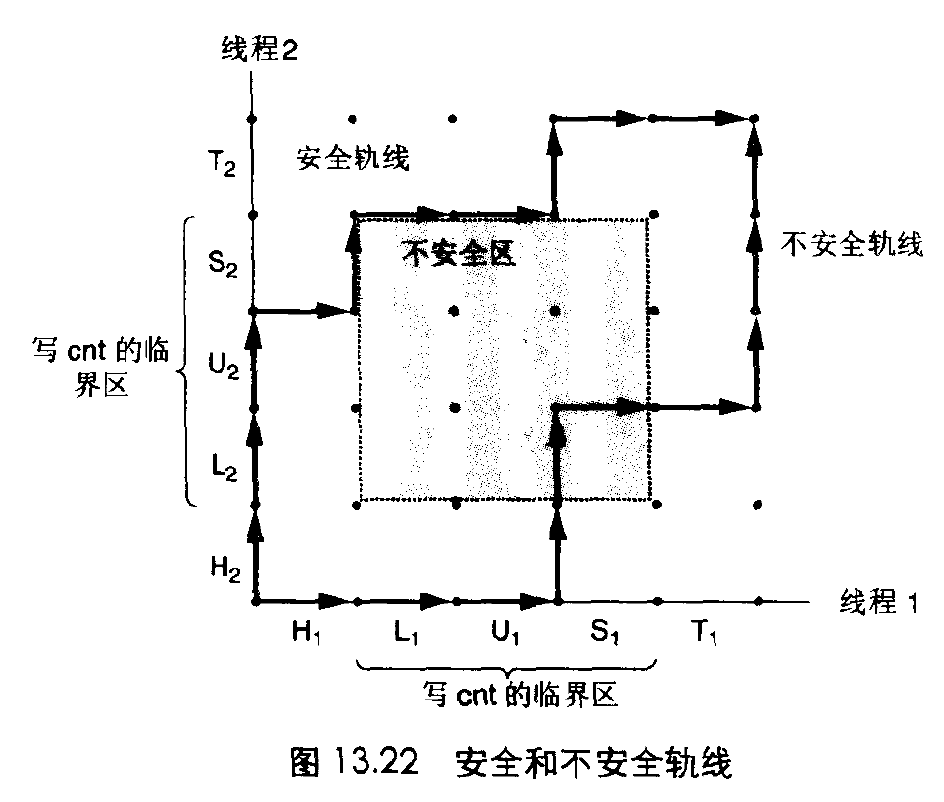 线程2
T₂
安全轨线
S₂
不安全区
不安全轨线
写 cnt 的临
界区
U₂
L₂
H₂
线程 1
H₁
L₁
U₁
S₁
T₁
写 cnt 的临界区
图 13.22 安全和不安全轨线